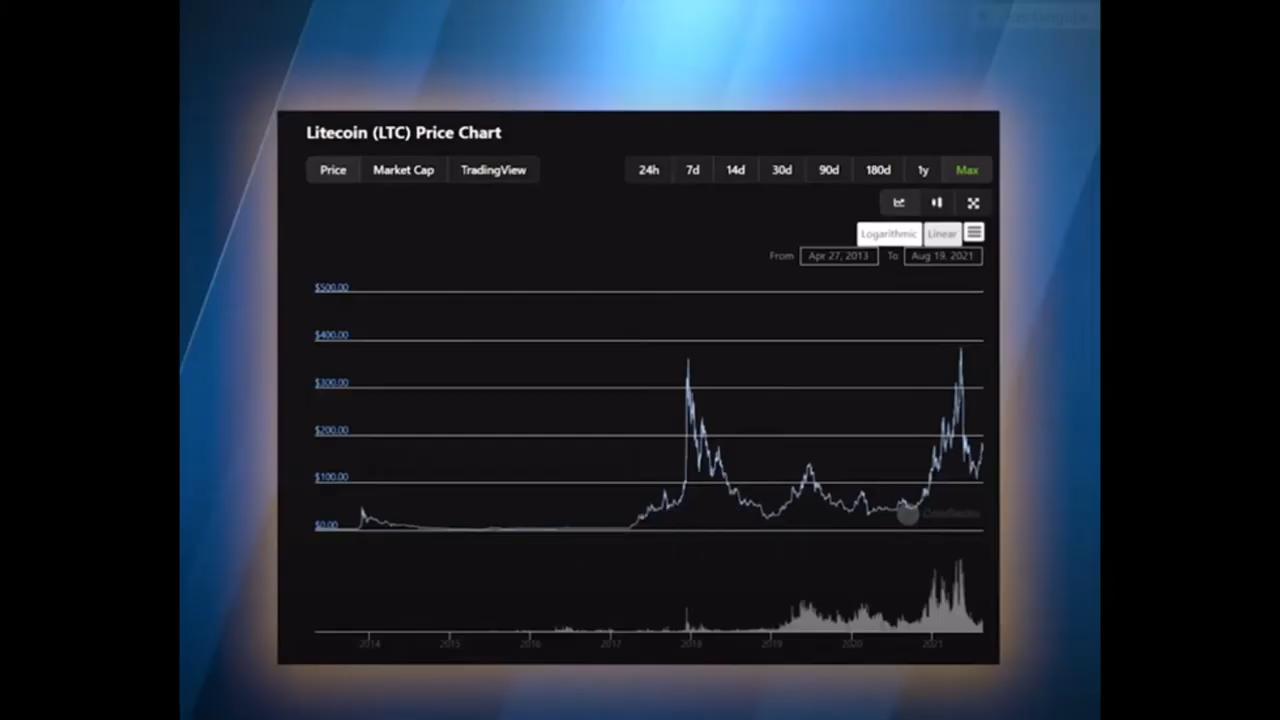 Litecoin (LTC) Price Chart
Price Market Cap TradingView 24h 7d 14d 30d 90d 180d 1y Max
Logarithmic Linear
From Apr 27, 2013 To Aug 19, 2021
$500.00
$400.00
$300.00
$200.00
$100.00
$0.00
2014 2015 2016 2017 2018 2019 2020 2021